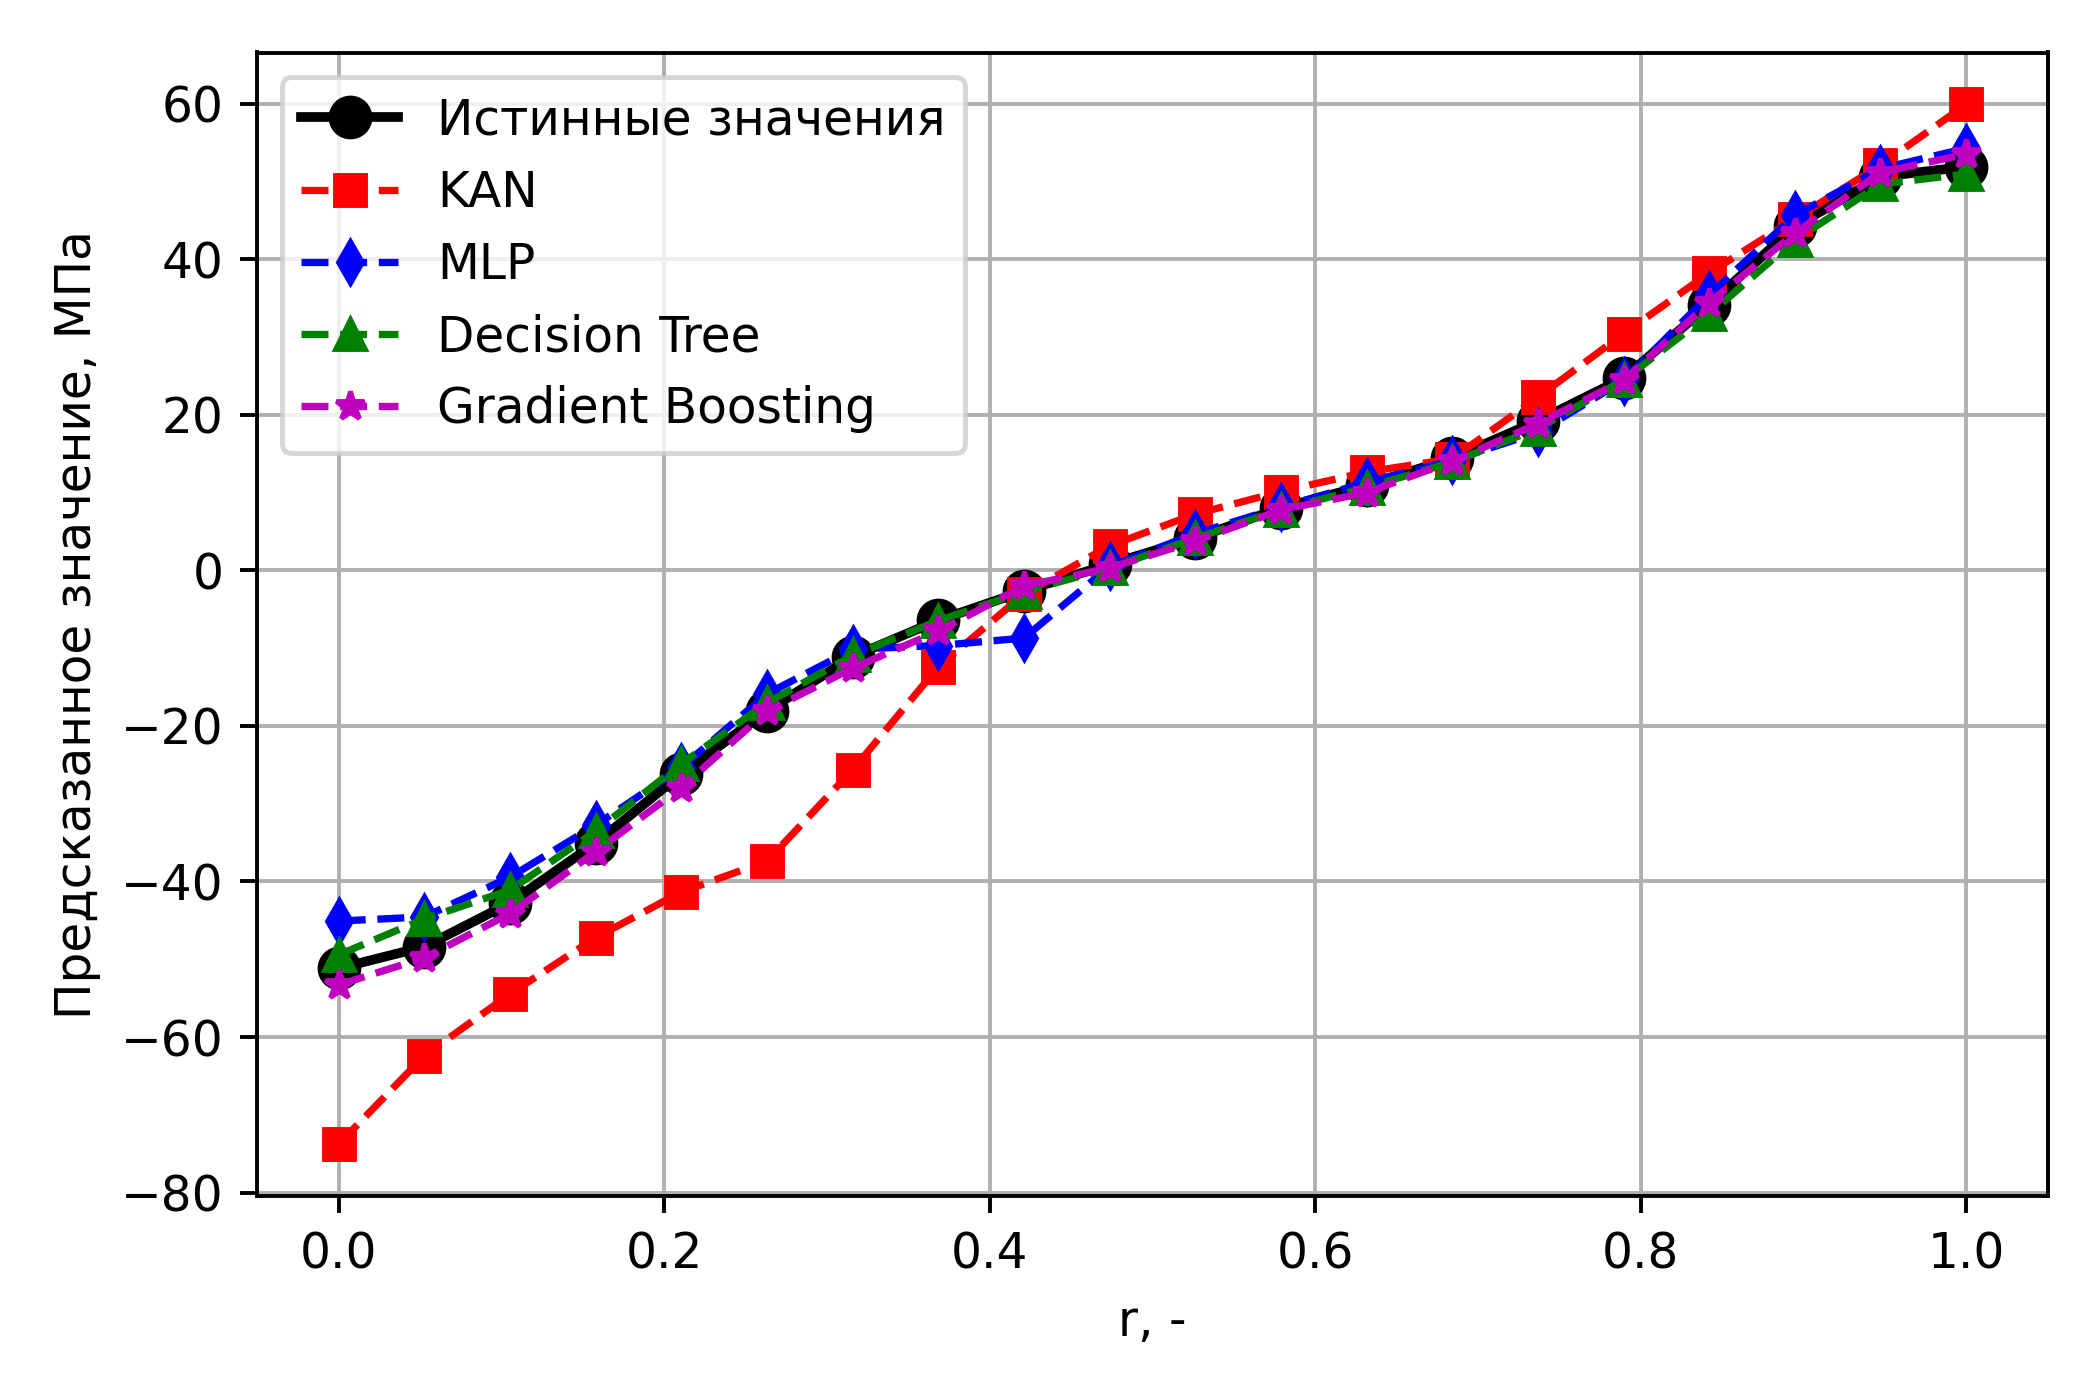 Истинные значения
KAN
MLP
Decision Tree
Gradient Boosting
Предсказанное значение, МПа
60
40
20
0
−20
−40
−60
−80
0.0 0.2 0.4 0.6 0.8 1.0
r, -